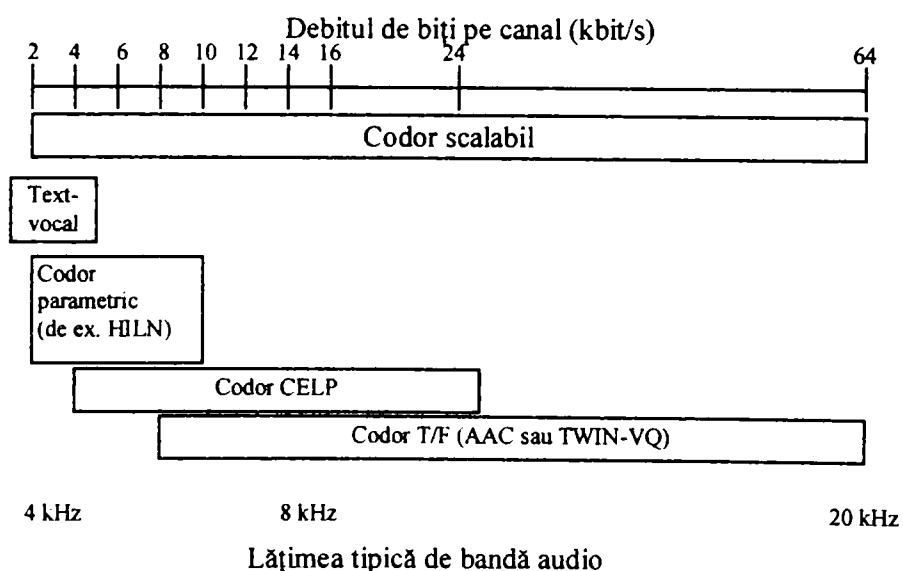 Debitul de biți pe canal (kbit/s)
2 4 6 8 10 12 14 16 24 64
Codor scalabil
Text-
vocal
Codor
parametric
(de ex. HILN)
Codor CELP
Codor T/F (AAC sau TWIN-VQ)
4 kHz 8 kHz 20 kHz
Lățimea tipică de bandă audio